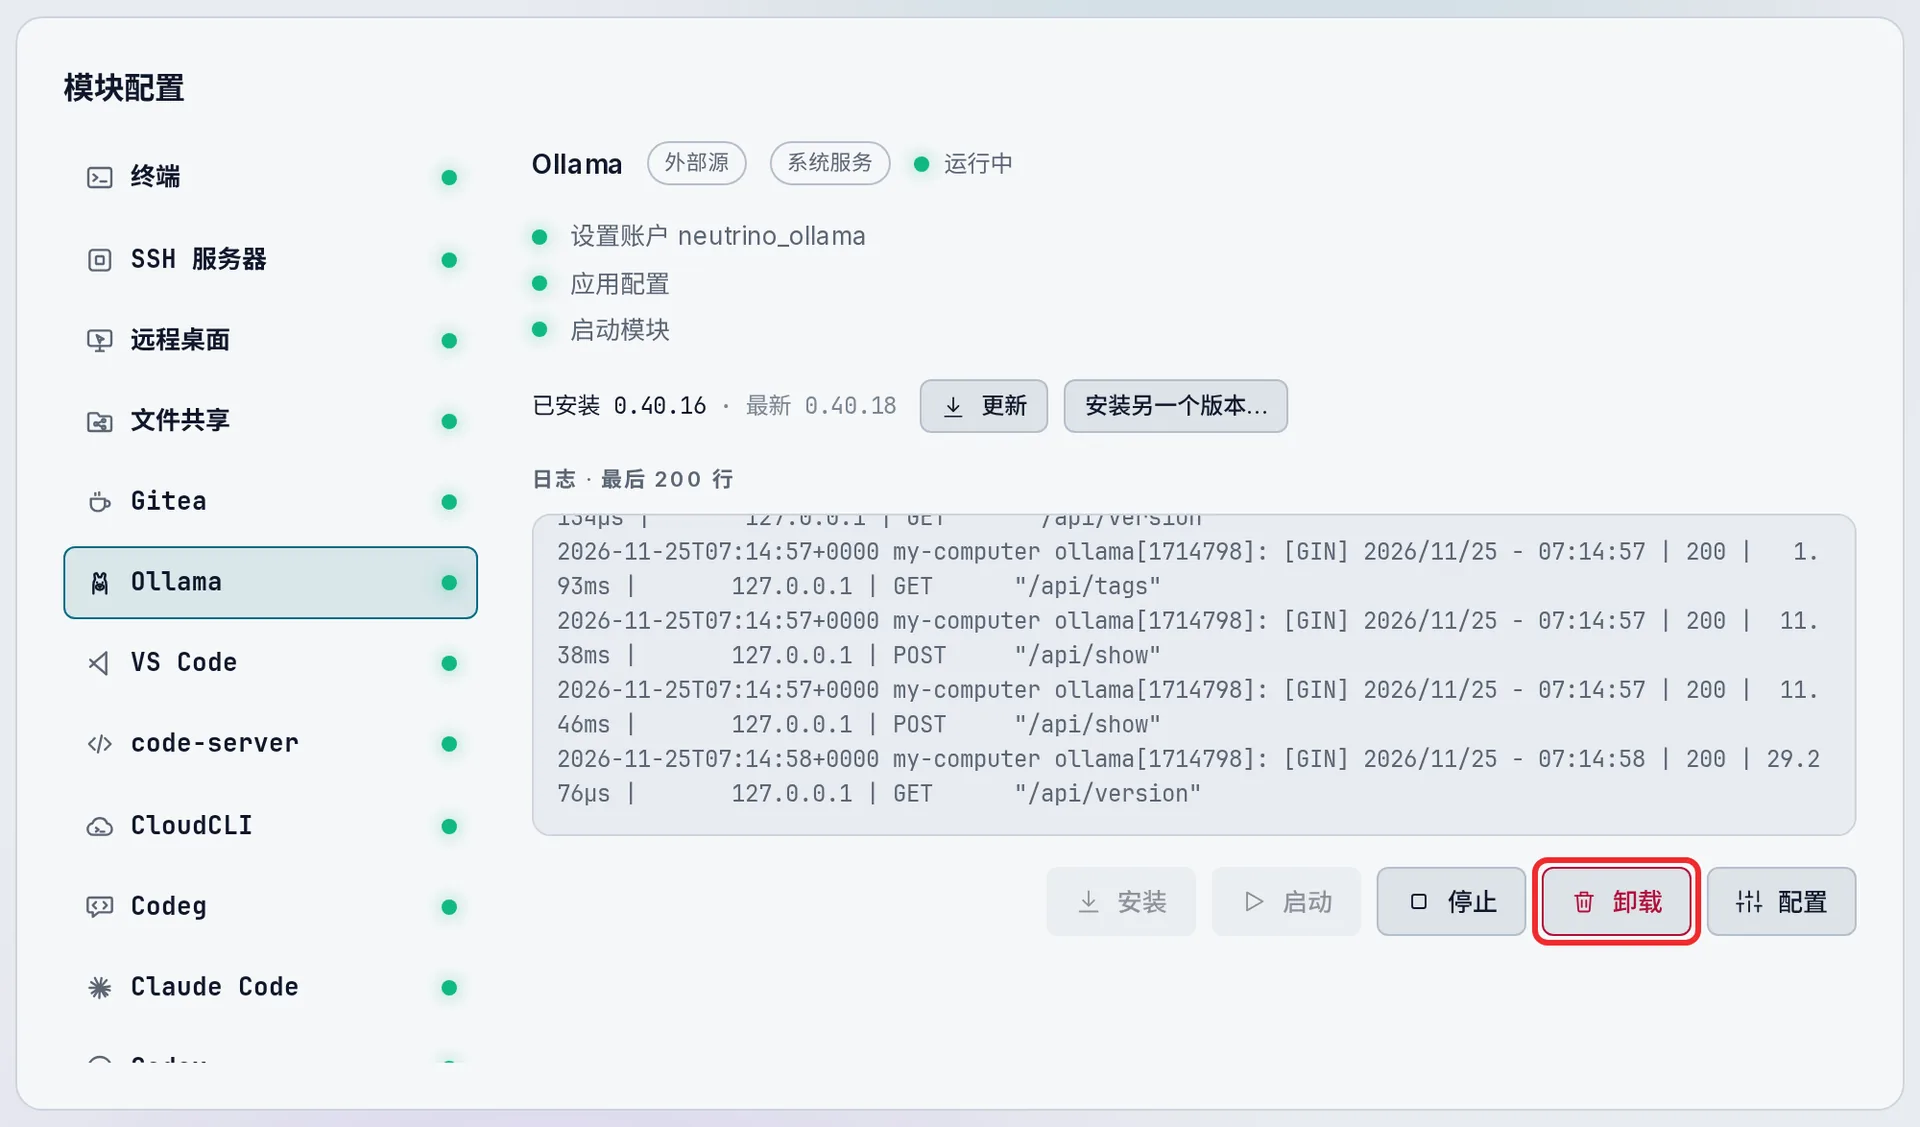 模块配置
终端
SSH 服务器
远程桌面
文件共享
Gitea
Ollama
VS Code
code-server
CloudCLI
Codeg
Claude Code
Ollama 外部源 系统服务 运行中
设置账户 neutrino_ollama
应用配置
启动模块
已安装 0.40.16 · 最新 0.40.18 更新 安装另一个版本...
日志 · 最后 200 行
134µs | 127.0.0.1 | GET "/api/version"
2026-11-25T07:14:57+0000 my-computer ollama[1714798]: [GIN] 2026/11/25 - 07:14:57 | 200 | 1.
93ms | 127.0.0.1 | GET "/api/tags"
2026-11-25T07:14:57+0000 my-computer ollama[1714798]: [GIN] 2026/11/25 - 07:14:57 | 200 | 11.
38ms | 127.0.0.1 | POST "/api/show"
2026-11-25T07:14:57+0000 my-computer ollama[1714798]: [GIN] 2026/11/25 - 07:14:57 | 200 | 11.
46ms | 127.0.0.1 | POST "/api/show"
2026-11-25T07:14:58+0000 my-computer ollama[1714798]: [GIN] 2026/11/25 - 07:14:58 | 200 | 29.2
76µs | 127.0.0.1 | GET "/api/version"
安装 启动 停止 卸载 配置